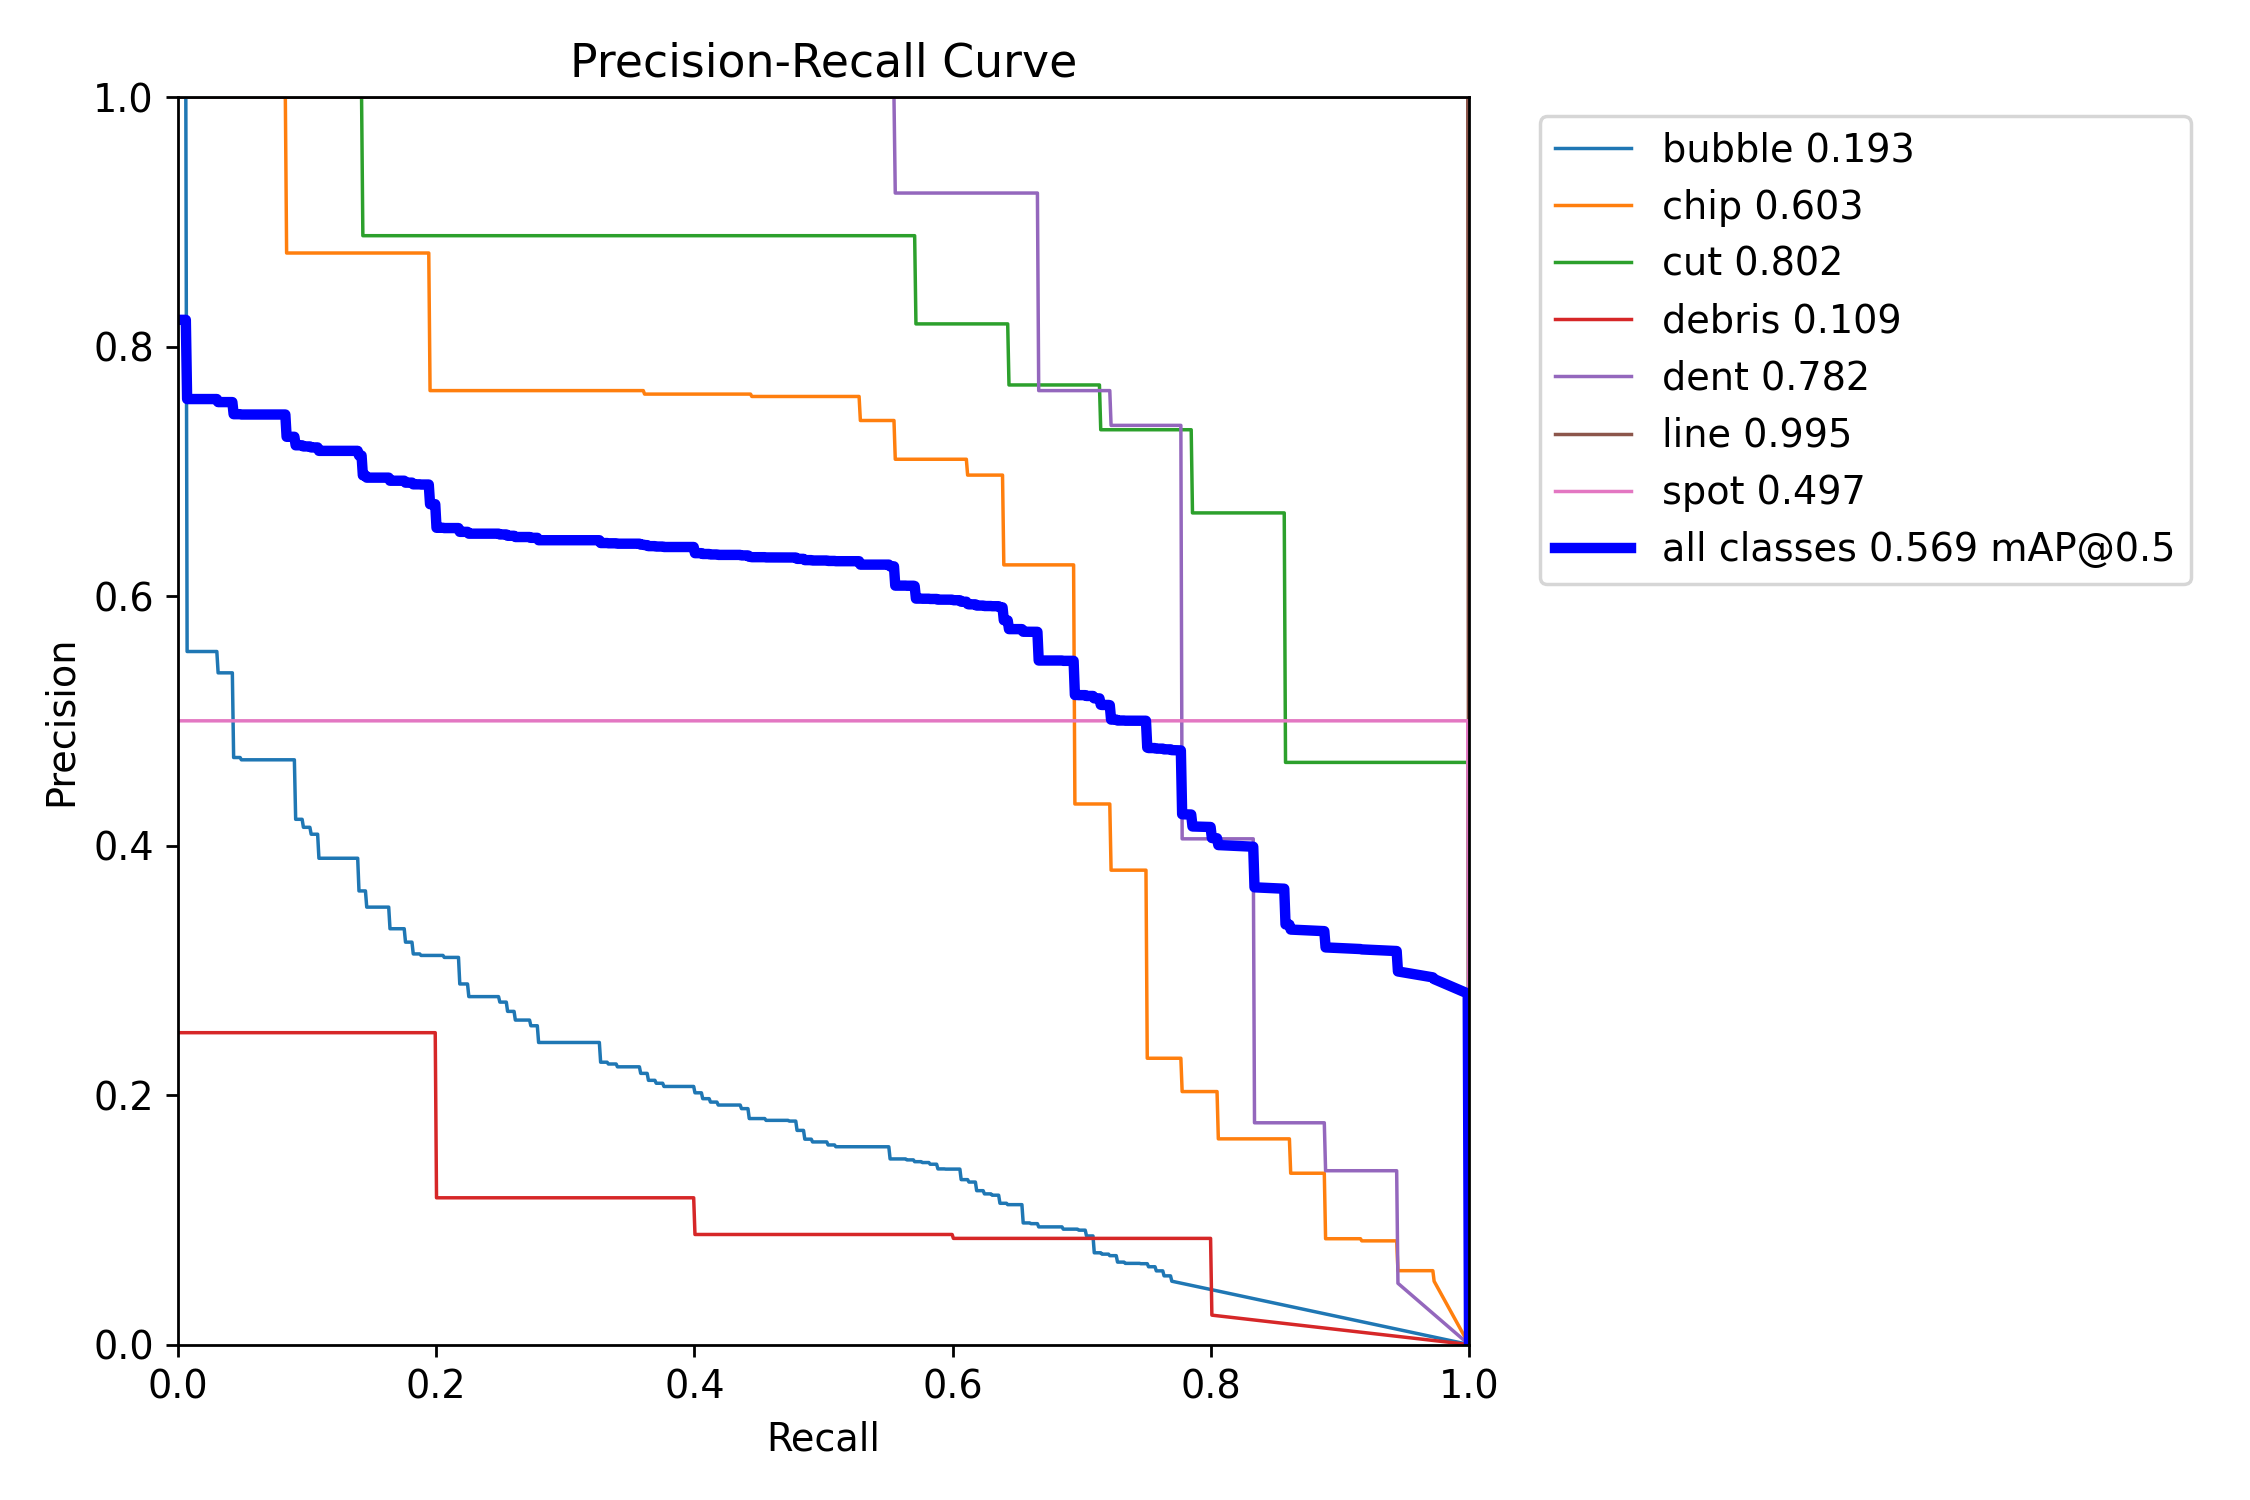 Precision-Recall Curve
1.0
0.8
0.6
0.4
0.2
0.0
Precision
0.0 0.2 0.4 0.6 0.8 1.0
Recall
bubble 0.193
chip 0.603
cut 0.802
debris 0.109
dent 0.782
line 0.995
spot 0.497
all classes 0.569 mAP@0.5